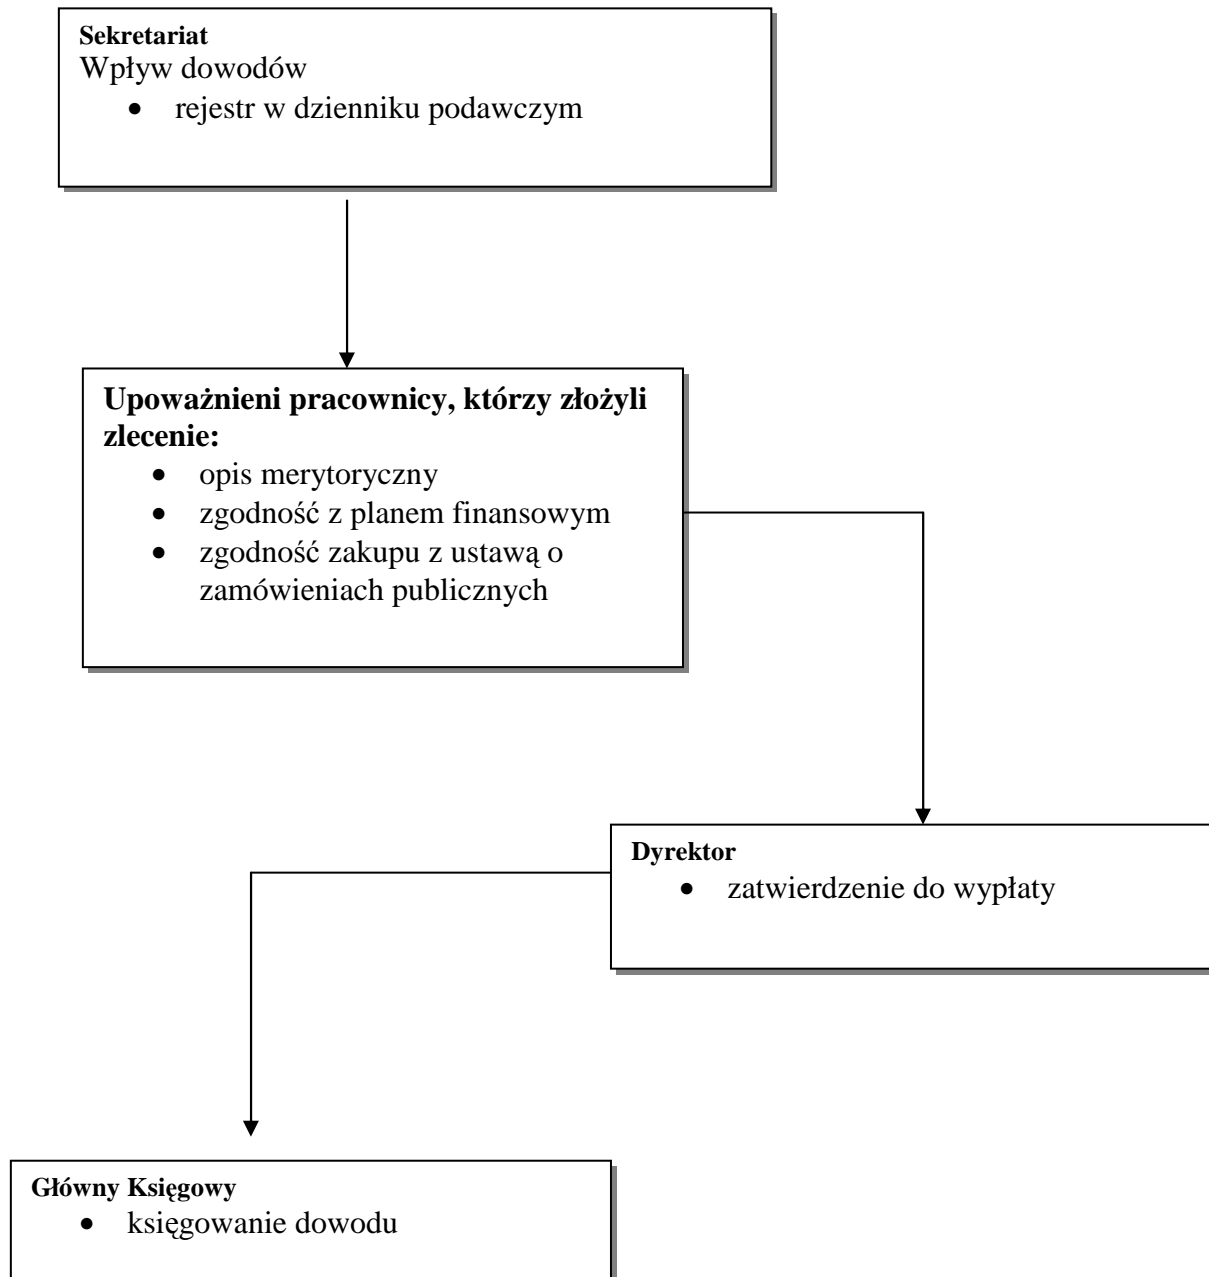 Sekretariat
Wpływ dowodów
• rejestr w dzienniku podawczym
Upoważnieni pracownicy, którzy złożyli
zlecenie:
• opis merytoryczny
• zgodność z planem finansowym
• zgodność zakupu z ustawą o
zamówieniach publicznych
Dyrektor
• zatwierdzenie do wypłaty
Główny Księgowy
• księgowanie dowodu